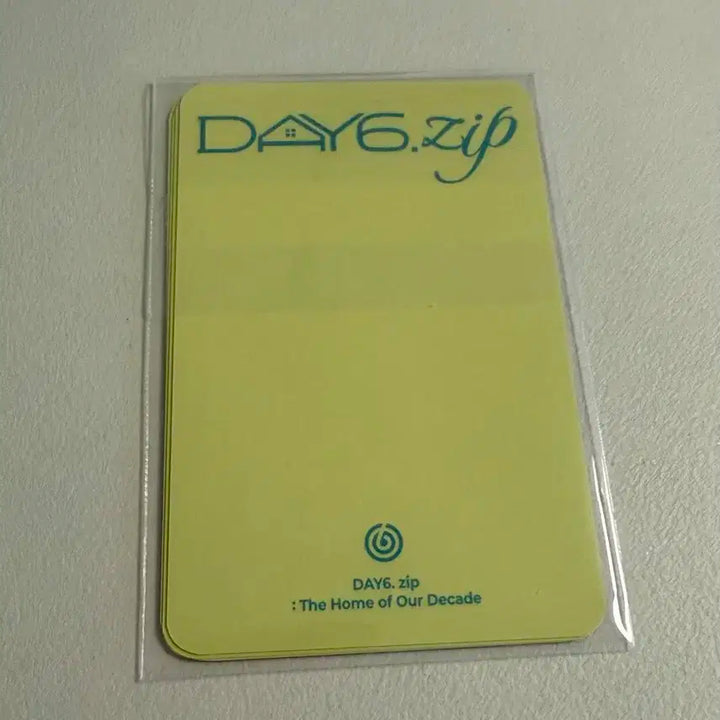 DAY6.zip
DAY6. zip
: The Home of Our Decade